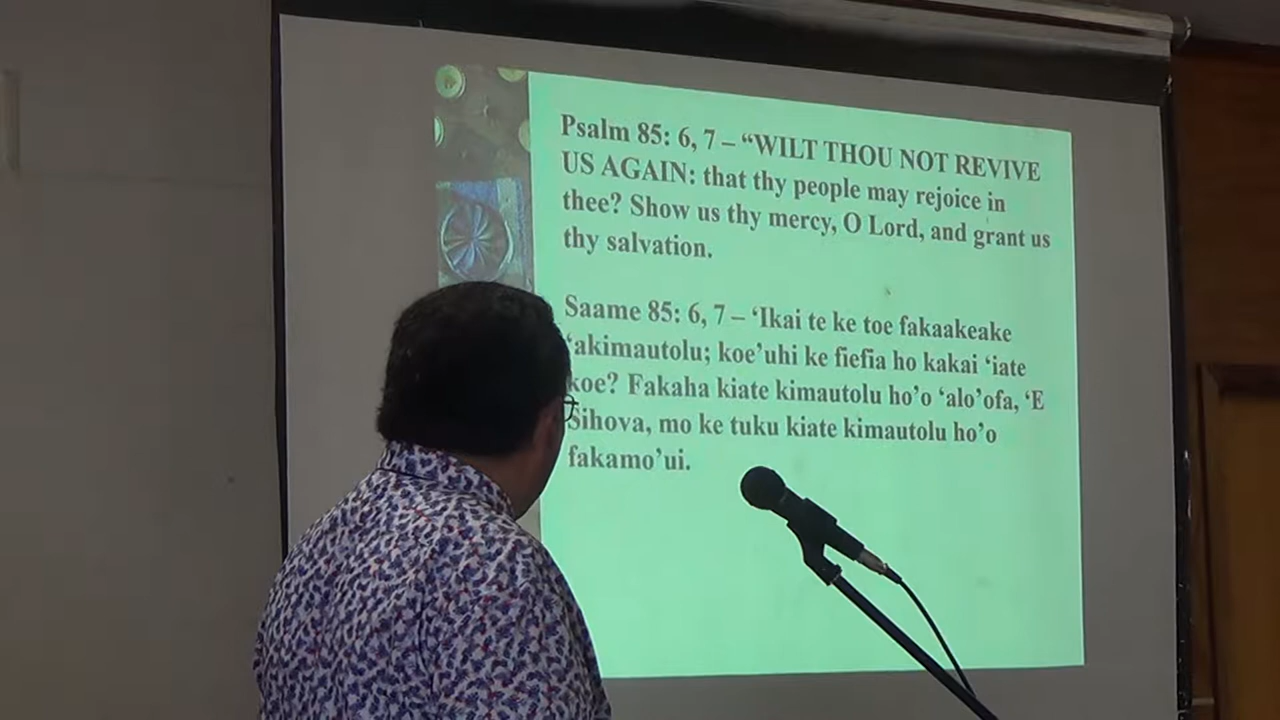 Psalm 85: 6, 7 – “WILT THOU NOT REVIVE
US AGAIN: that thy people may rejoice in
thee? Show us thy mercy, O Lord, and grant us
thy salvation.
Saame 85: 6, 7 – ‘Ikai te ke toe fakaakeake
‘akimautolu; koe’uhi ke fiefia ho kakai ‘iate
koe? Fakaha kiate kimautolu ho’o ‘alo’ofa, ‘E
Sihova, mo ke tuku kiate kimautolu ho’o
fakamo’ui.